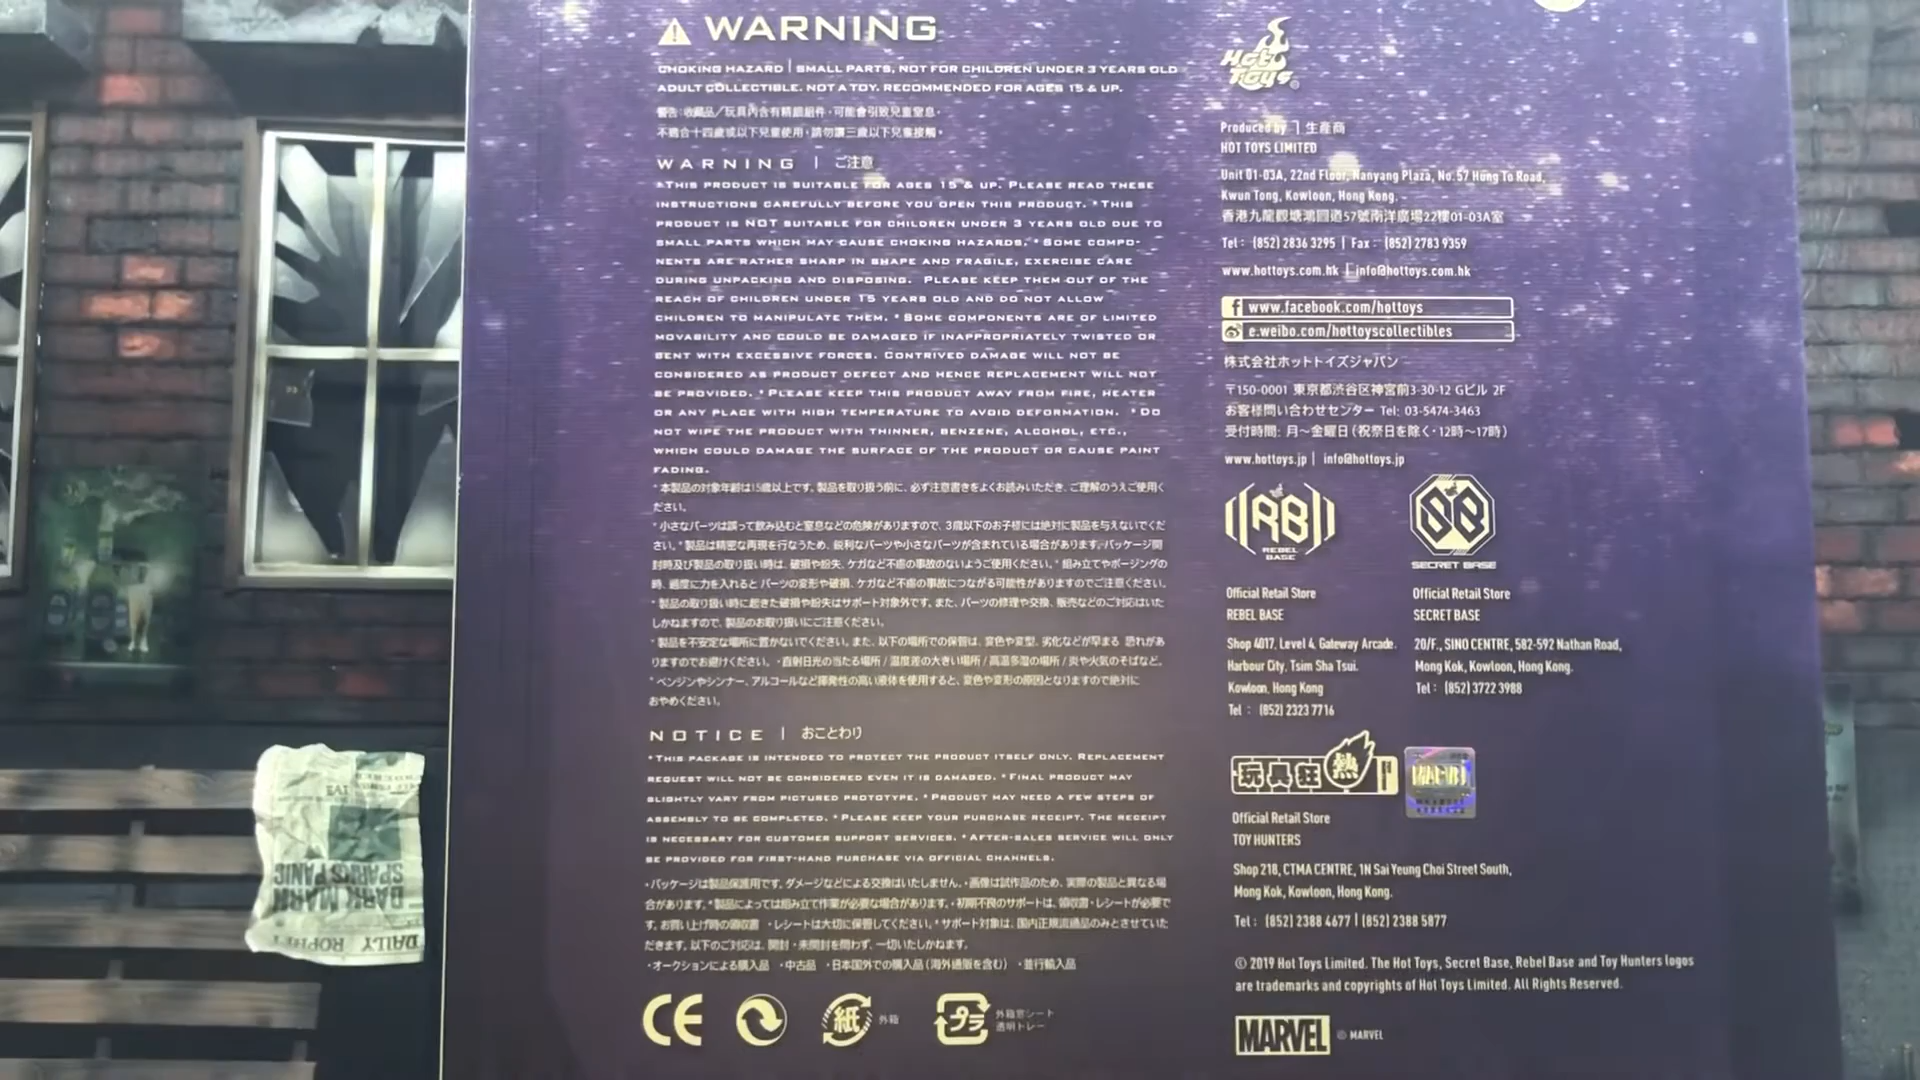 WARNING
CHOKING HAZARD | SMALL PARTS, NOT FOR CHILDREN UNDER 3 YEARS OLD
ADULT COLLECTIBLE. NOT A TOY. RECOMMENDED FOR AGES 15 & UP.
警告:收藏品／玩具內含有精細組件，可能會引致兒童窒息。
不適合十四歲或以下兒童使用，請勿讓三歲以下兒童接觸。
WARNING | ご注意
*THIS PRODUCT IS SUITABLE FOR AGES 15 & UP. PLEASE READ THESE
INSTRUCTIONS CAREFULLY BEFORE YOU OPEN THIS PRODUCT. *THIS
PRODUCT IS NOT SUITABLE FOR CHILDREN UNDER 3 YEARS OLD DUE TO
SMALL PARTS WHICH MAY CAUSE CHOKING HAZARDS. *SOME COMPO-
NENTS ARE RATHER SHARP IN SHAPE AND FRAGILE, EXERCISE CARE
DURING UNPACKING AND DISPOSING. PLEASE KEEP THEM OUT OF THE
REACH OF CHILDREN UNDER 15 YEARS OLD AND DO NOT ALLOW
CHILDREN TO MANIPULATE THEM. *SOME COMPONENTS ARE OF LIMITED
MOVABILITY AND COULD BE DAMAGED IF INAPPROPRIATELY TWISTED OR
BENT WITH EXCESSIVE FORCES. CONTRIVED DAMAGE WILL NOT BE
CONSIDERED AS PRODUCT DEFECT AND HENCE REPLACEMENT WILL NOT
BE PROVIDED. *PLEASE KEEP THIS PRODUCT AWAY FROM FIRE, HEATER
OR ANY PLACE WITH HIGH TEMPERATURE TO AVOID DEFORMATION. *DO
NOT WIPE THE PRODUCT WITH THINNER, BENZENE, ALCOHOL, ETC.,
WHICH COULD DAMAGE THE SURFACE OF THE PRODUCT OR CAUSE PAINT
FADING.
*本製品の対象年齢は15歳以上です。製品を取り扱う前に、必ず注意書きをよくお読みいただき、ご理解のうえご使用く
ださい。
*小さなパーツは誤って飲み込むと窒息などの危険がありますので、3歳以下のお子様には絶対に製品を与えないでくだ
さい。*製品は精密な再現を行なうため、鋭利なパーツや小さなパーツが含まれている場合があります。パッケージ開
封時及び製品の取り扱い時は、破損や紛失、ケガなど不慮の事故のないようご使用ください。*組み立てやポージングの
時、過度に力を入れるとパーツの変形や破損、ケガなど不慮の事故につながる可能性がありますのでご注意ください。
*製品の取り扱い時に起きた破損や紛失はサポート対象外です。また、パーツの修理や交換、販売などのご対応はいた
しかねますので、製品のお取り扱いにご注意ください。
*製品を不安定な場所に置かないでください。また、以下の場所での保管は、変色や変型、劣化などが早まる 恐れがあ
りますのでお避けください。・直射日光の当たる場所 / 温度差の大きい場所 / 高温多湿の場所 / 炎や火気のそばなど。
*ベンジンやシンナー、アルコールなど揮発性の高い液体を使用すると、変色や変形の原因となりますので絶対に
おやめください。
NOTICE | おことわり
*THIS PACKAGE IS INTENDED TO PROTECT THE PRODUCT ITSELF ONLY. REPLACEMENT
REQUEST WILL NOT BE CONSIDERED EVEN IT IS DAMAGED. *FINAL PRODUCT MAY
SLIGHTLY VARY FROM PICTURED PROTOTYPE. *PRODUCT MAY NEED A FEW STEPS OF
ASSEMBLY TO BE COMPLETED. *PLEASE KEEP YOUR PURCHASE RECEIPT. THE RECEIPT
IS NECESSARY FOR CUSTOMER SUPPORT SERVICES. *AFTER-SALES SERVICE WILL ONLY
BE PROVIDED FOR FIRST-HAND PURCHASE VIA OFFICIAL CHANNELS.
・パッケージは製品保護用です。ダメージなどによる交換はいたしません。・画像は試作品のため、実際の製品と異なる場
合があります。*製品によっては組み立て作業が必要な場合があります。・初期不良のサポートは、領収書・レシートが必要で
す。お買い上げ時の領収書 ・レシートは大切に保管してください。*サポート対象は、国内正規流通品のみとさせていた
だきます。以下のご対応は、開封・未開封を問わず、一切いたしかねます。
・オークションによる購入品 ・中古品 ・日本国外での購入品（海外通販を含む） ・並行輸入品
CE
紙 外箱
プラ 外箱窓シート
透明トレー
HOT TOYS
Produced by | 生産商
HOT TOYS LIMITED
Unit 01-03A, 22nd Floor, Nanyang Plaza, No. 57 Hung To Road,
Kwun Tong, Kowloon, Hong Kong.
香港九龍觀塘鴻圖道57號南洋廣場22樓01-03A室
Tel : (852) 2836 3295 | Fax : (852) 2783 9359
www.hottoys.com.hk | info@hottoys.com.hk
www.facebook.com/hottoys
e.weibo.com/hottoyscollectibles
株式会社ホットトイズジャパン
〒150-0001 東京都渋谷区神宮前3-30-12 Gビル 2F
お客様問い合わせセンター Tel: 03-5474-3463
受付時間: 月～金曜日（祝祭日を除く・12時～17時）
www.hottoys.jp | info@hottoys.jp
RB
REBEL
BASE
SECRET BASE
Official Retail Store
REBEL BASE
Shop 4017, Level 4, Gateway Arcade.
Harbour City, Tsim Sha Tsui.
Kowloon, Hong Kong
Tel : (852) 2323 7716
Official Retail Store
SECRET BASE
20/F., SINO CENTRE, 582-592 Nathan Road,
Mong Kok, Kowloon, Hong Kong.
Tel : (852) 3722 3988
玩具狂熱
MARVEL
Official Retail Store
TOY HUNTERS
Shop 218, CTMA CENTRE, 1N Sai Yeung Choi Street South,
Mong Kok, Kowloon, Hong Kong.
Tel : (852) 2388 4677 | (852) 2388 5877
© 2019 Hot Toys Limited. The Hot Toys, Secret Base, Rebel Base and Toy Hunters logos
are trademarks and copyrights of Hot Toys Limited. All Rights Reserved.
MARVEL © MARVEL
DARK MARK
SPARKS PANIC
DAILY PROPHET